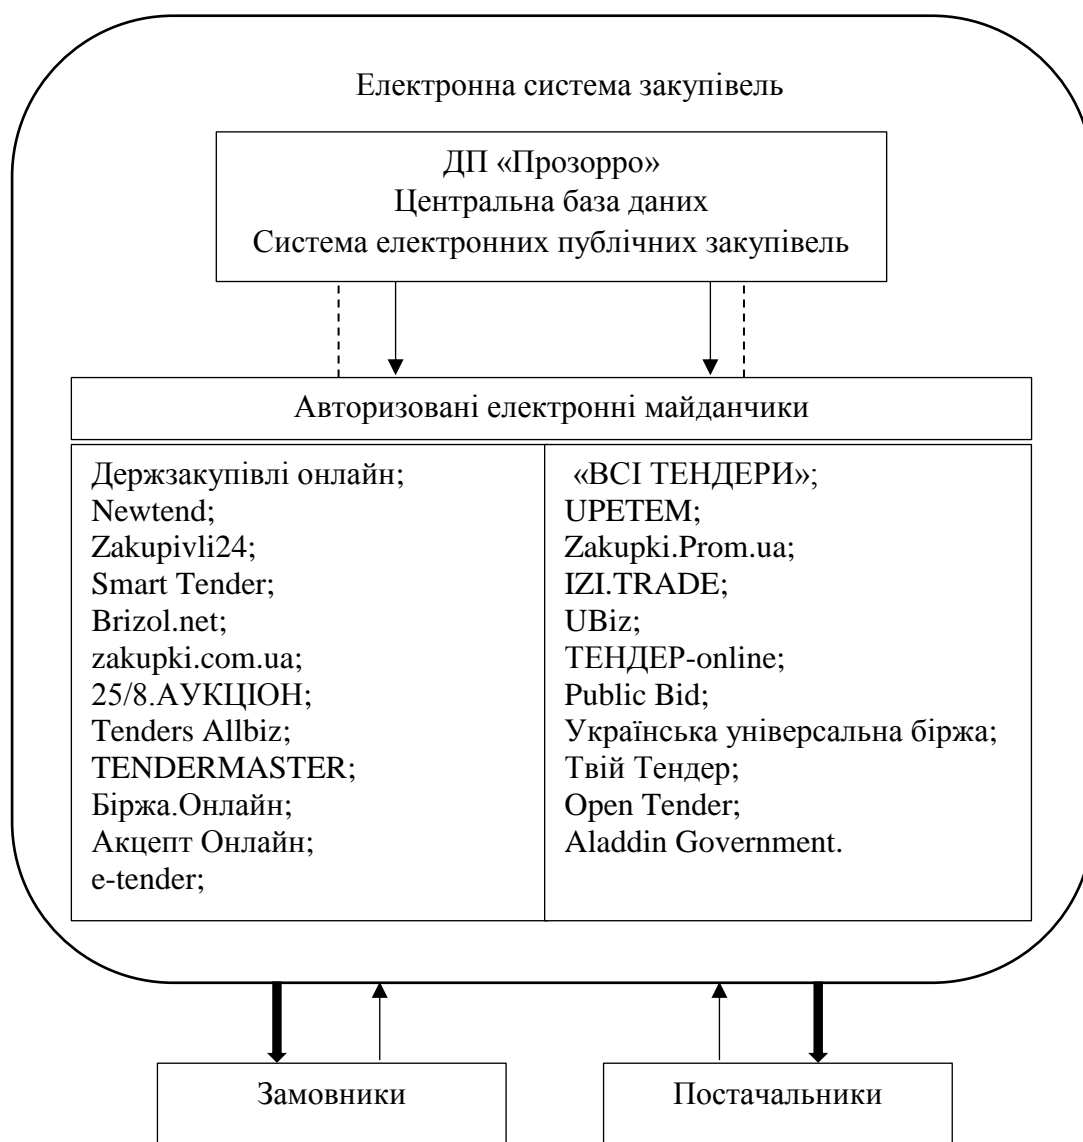 Електронна система закупівель
ДП «Прозорро»
Центральна база даних
Система електронних публічних закупівель
Авторизовані електронні майданчики
Держзакупівлі онлайн;
Newtend;
Zakupivli24;
Smart Tender;
Brizol.net;
zakupki.com.ua;
25/8.АУКЦІОН;
Tenders Allbiz;
TENDERMASTER;
Біржа.Онлайн;
Акцепт Онлайн;
e-tender;
«ВСІ ТЕНДЕРИ»;
UPETEM;
Zakupki.Prom.ua;
IZI.TRADE;
UBiz;
ТЕНДЕР-online;
Public Bid;
Українська універсальна біржа;
Твій Тендер;
Open Tender;
Aladdin Government.
Замовники
Постачальники